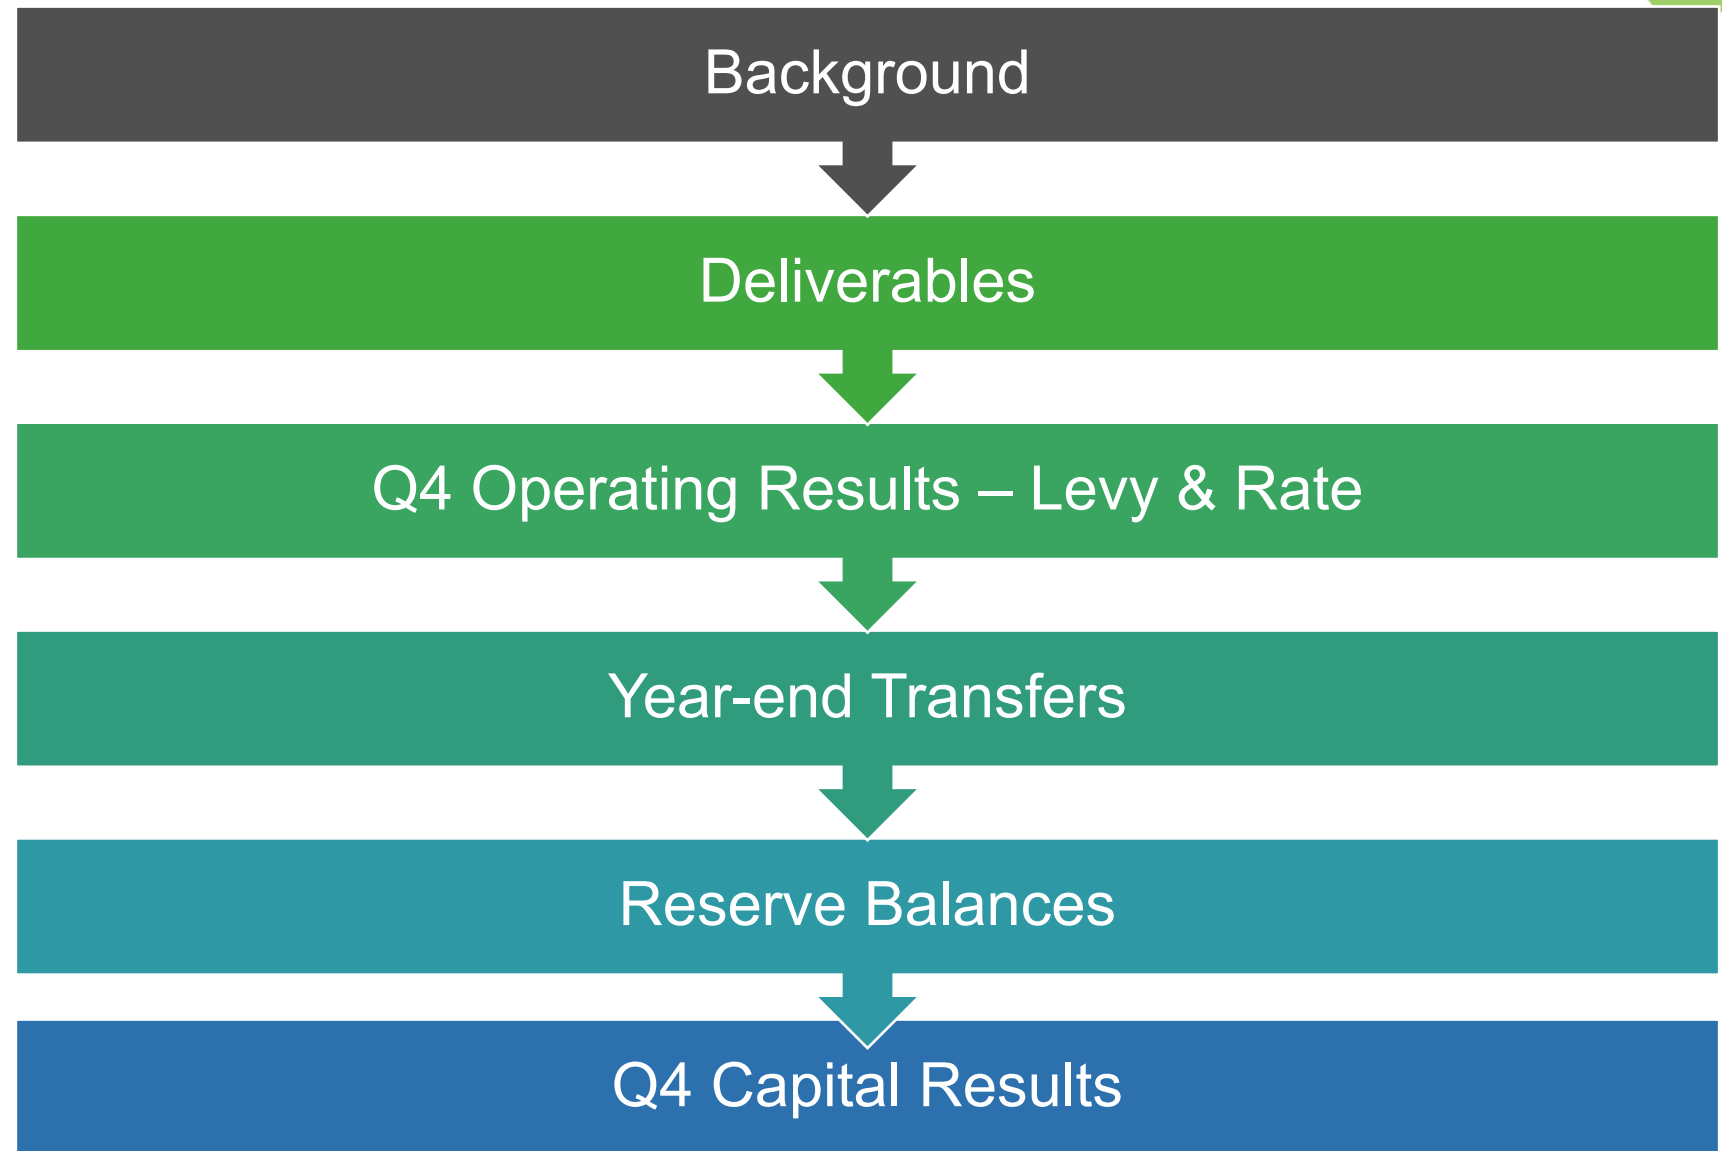 Background
Deliverables
Q4 Operating Results – Levy & Rate
Year-end Transfers
Reserve Balances
Q4 Capital Results